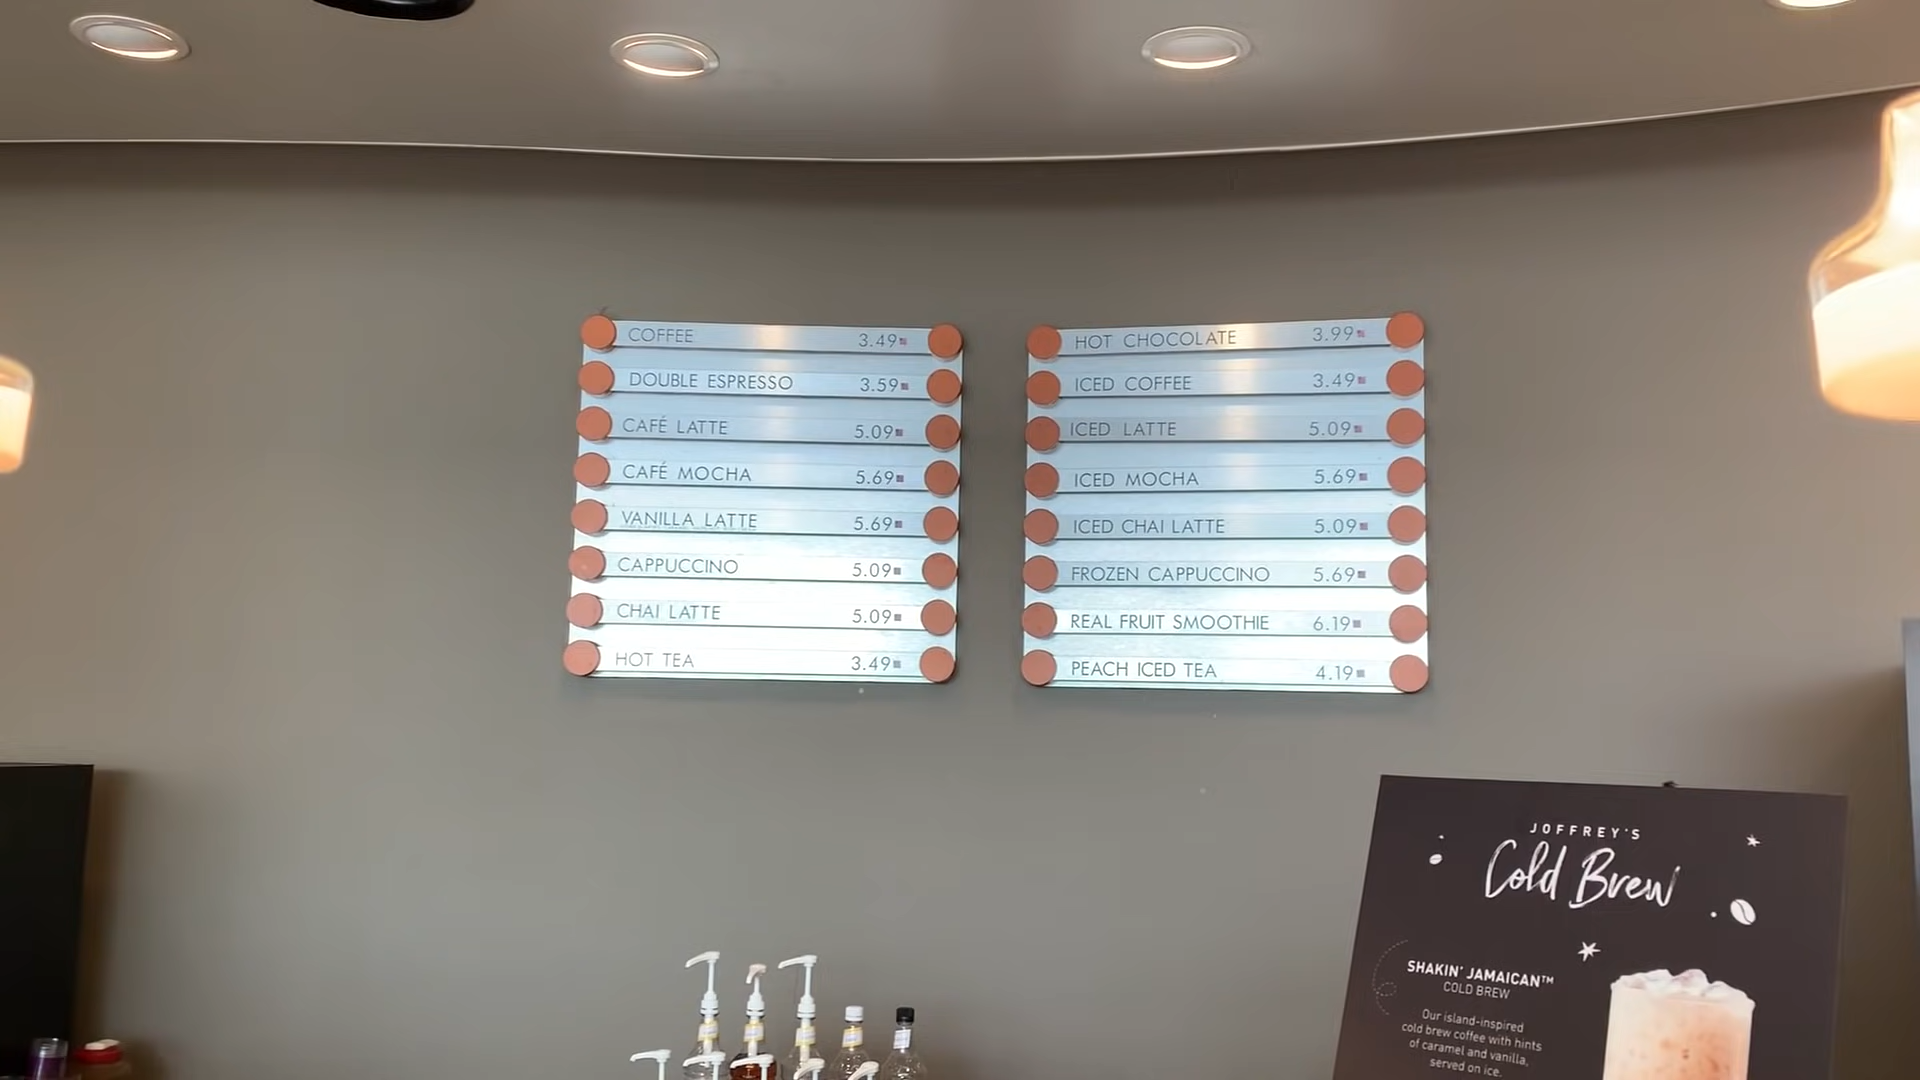 COFFEE 3.49
DOUBLE ESPRESSO 3.59
CAFÉ LATTE 5.09
CAFÉ MOCHA 5.69
VANILLA LATTE 5.69
CAPPUCCINO 5.09
CHAI LATTE 5.09
HOT TEA 3.49
HOT CHOCOLATE 3.99
ICED COFFEE 3.49
ICED LATTE 5.09
ICED MOCHA 5.69
ICED CHAI LATTE 5.09
FROZEN CAPPUCCINO 5.69
REAL FRUIT SMOOTHIE 6.19
PEACH ICED TEA 4.19
JOFFREY'S
Cold Brew
SHAKIN' JAMAICAN™
COLD BREW
Our island-inspired
cold brew coffee with hints
of caramel and vanilla,
served on ice.